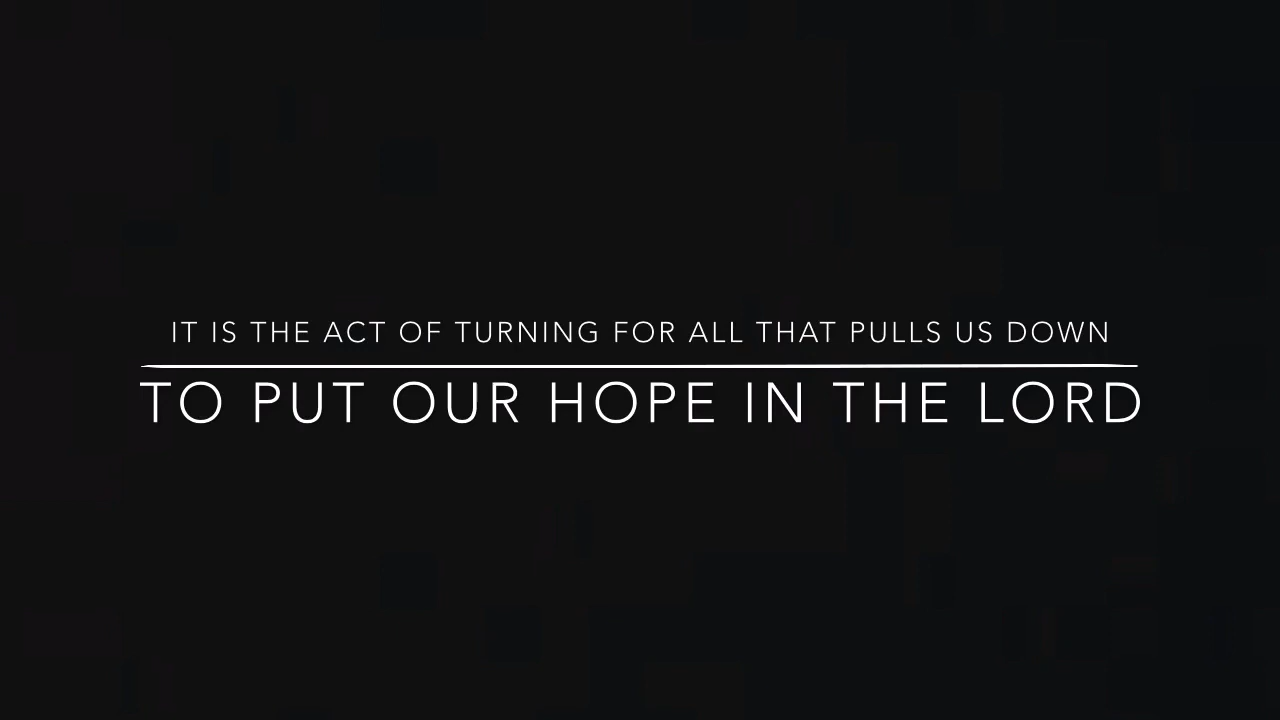 IT IS THE ACT OF TURNING FOR ALL THAT PULLS US DOWN
TO PUT OUR HOPE IN THE LORD